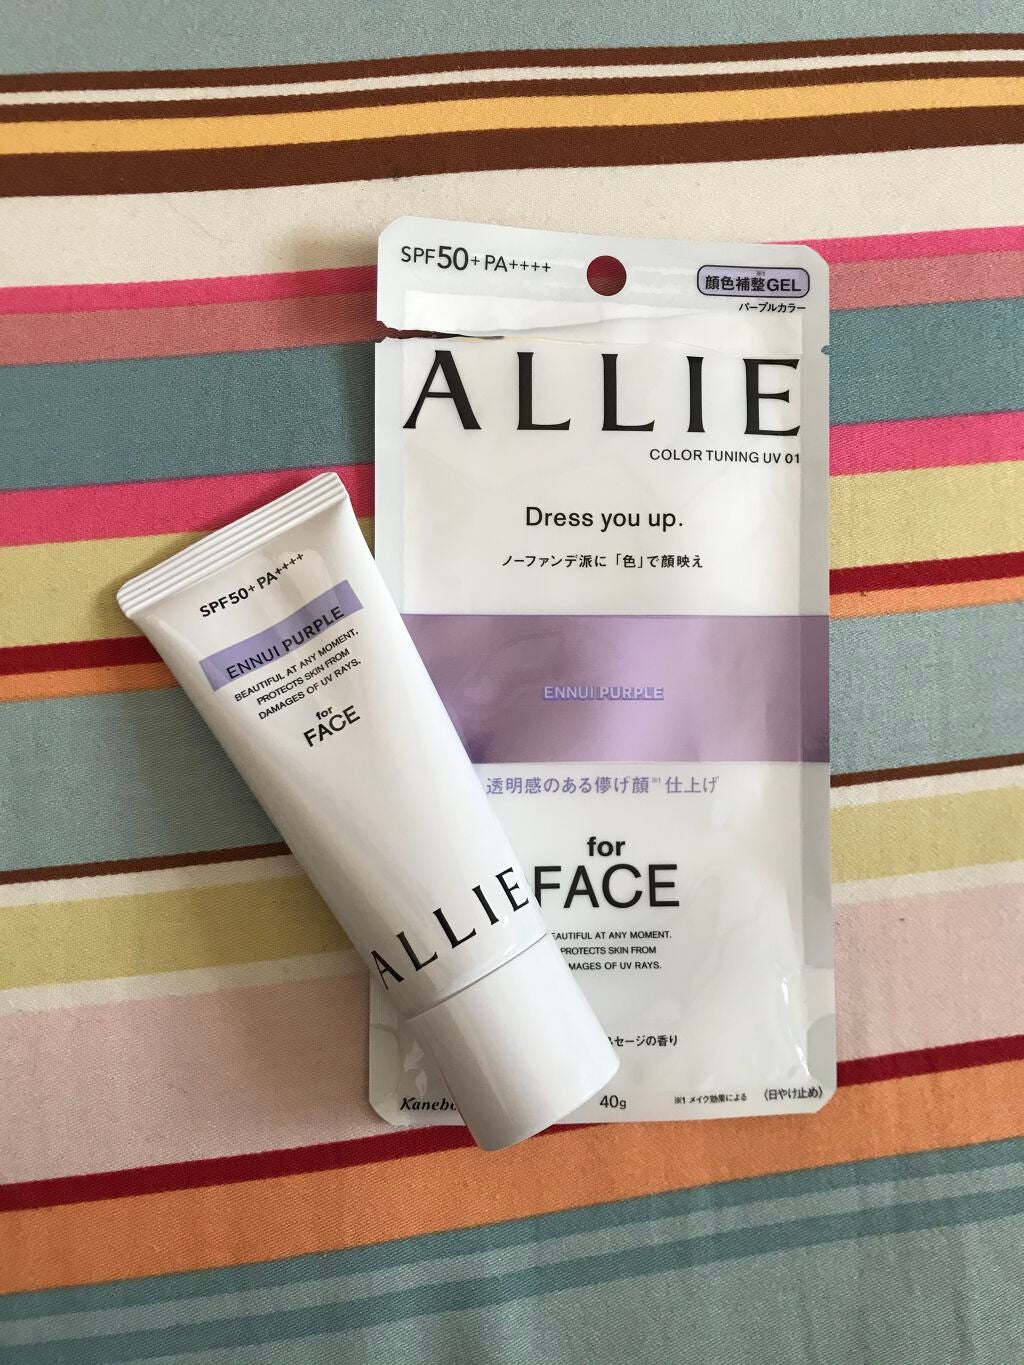 SPF50+ PA++++
※1
顔色補整GEL
パープルカラー
ALLIE
COLOR TUNING UV 01
Dress you up.
ノーファンデ派に「色」で顔映え
ENNUI PURPLE
透明感のある儚げ顔※1 仕上げ
for
FACE
BEAUTIFUL AT ANY MOMENT.
PROTECTS SKIN FROM
MAGES OF UV RAYS.
セージの香り
Kanebo
40g
※1 メイク効果による
〈日やけ止め〉
SPF50+ PA++++
ENNUI PURPLE
BEAUTIFUL AT ANY MOMENT.
PROTECTS SKIN FROM
DAMAGES OF UV RAYS.
for
FACE
ALLIE